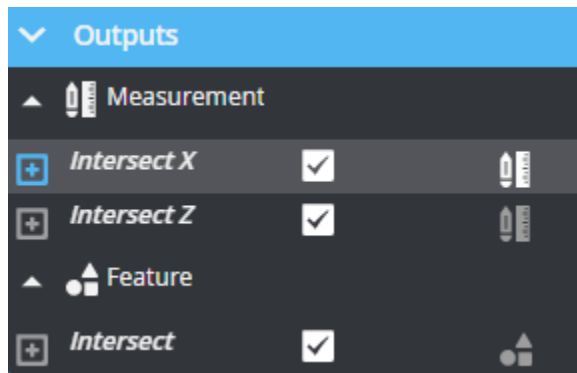 Outputs
Measurement
Intersect X
Intersect Z
Feature
Intersect